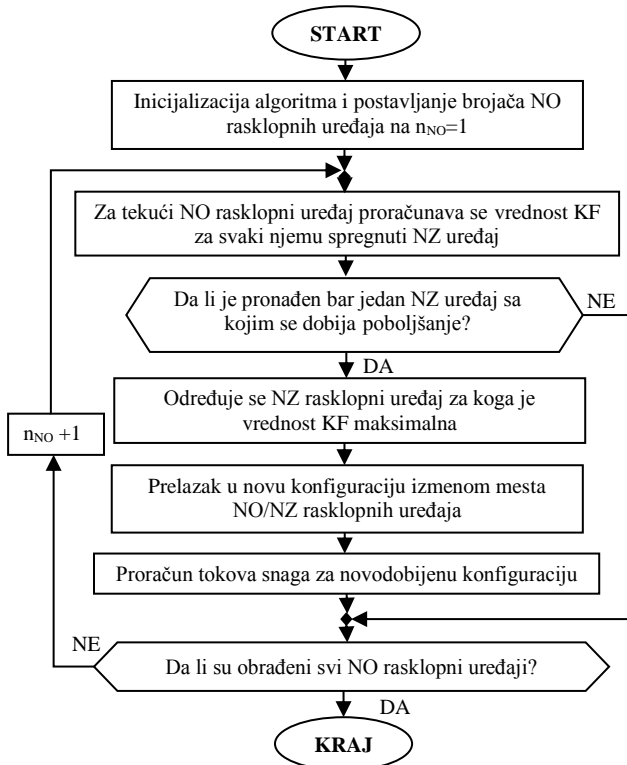 START
Inicijalizacija algoritma i postavljanje brojača NO
rasklopnih uređaja na nNO=1
Za tekući NO rasklopni uređaj proračunava se vrednost KF
za svaki njemu spregnuti NZ uređaj
Da li je pronađen bar jedan NZ uređaj sa
kojim se dobija poboljšanje?
NE
DA
Određuje se NZ rasklopni uređaj za koga je
vrednost KF maksimalna
nNO +1
Prelazak u novu konfiguraciju izmenom mesta
NO/NZ rasklopnih uređaja
Proračun tokova snaga za novodobijenu konfiguraciju
NE
Da li su obrađeni svi NO rasklopni uređaji?
DA
KRAJ